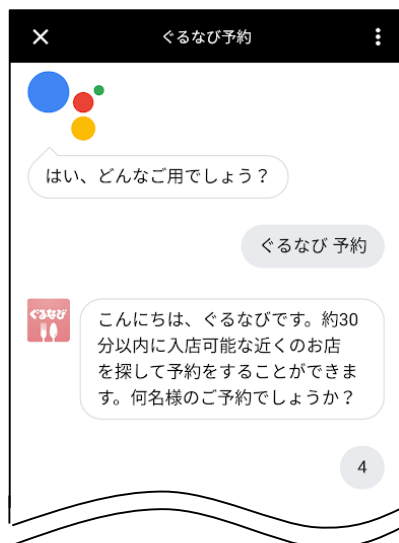 ぐるなび予約
はい、どんなご用でしょう？
ぐるなび 予約
ぐるなび
こんにちは、ぐるなびです。約30
分以内に入店可能な近くのお店
を探して予約をすることができま
す。何名様のご予約でしょうか？
4